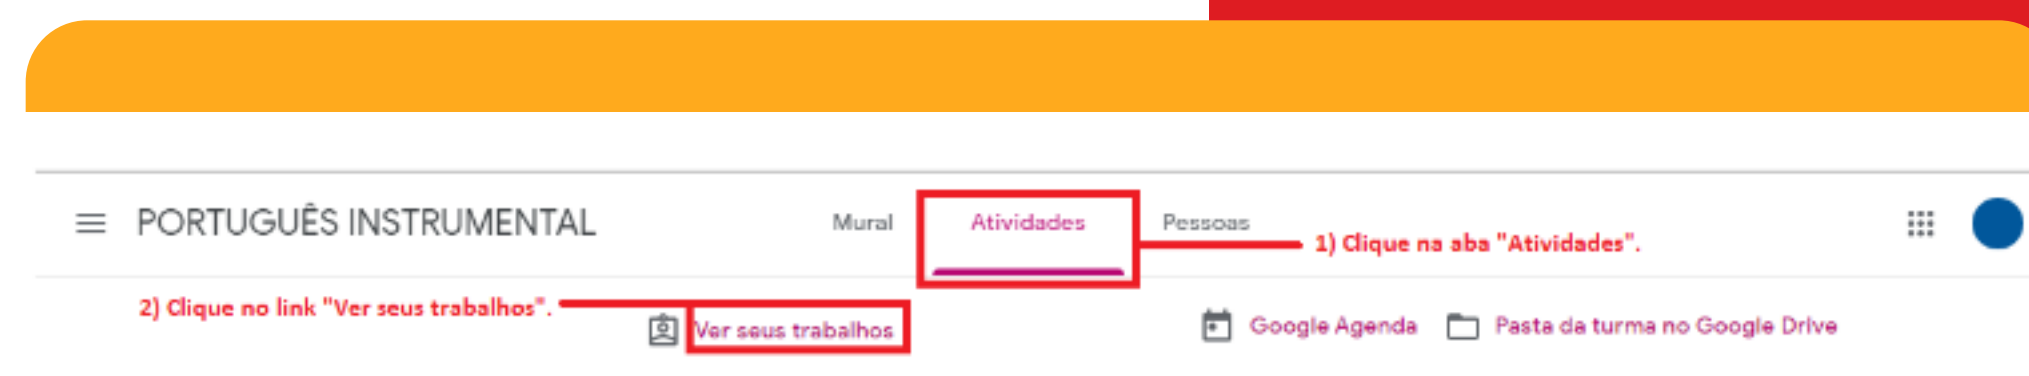 PORTUGUÊS INSTRUMENTAL
Mural
Atividades
Pessoas
1) Clique na aba "Atividades".
2) Clique no link "Ver seus trabalhos".
Ver seus trabalhos
Google Agenda
Pasta da turma no Google Drive